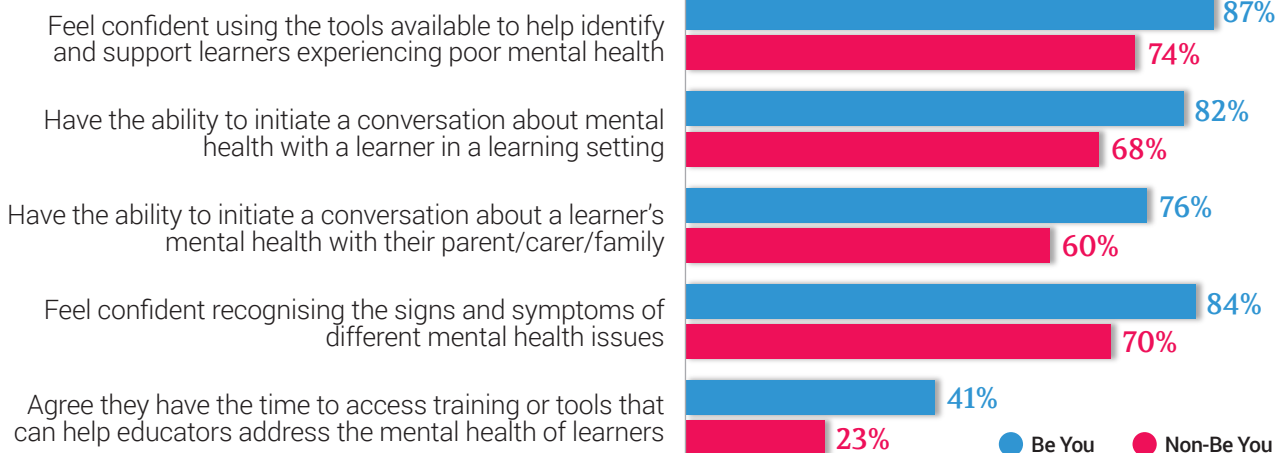 Feel confident using the tools available to help identify
and support learners experiencing poor mental health
87%
74%
Have the ability to initiate a conversation about mental
health with a learner in a learning setting
82%
68%
Have the ability to initiate a conversation about a learner’s
mental health with their parent/carer/family
76%
60%
Feel confident recognising the signs and symptoms of
different mental health issues
84%
70%
Agree they have the time to access training or tools that
can help educators address the mental health of learners
41%
23%
Be You Non-Be You